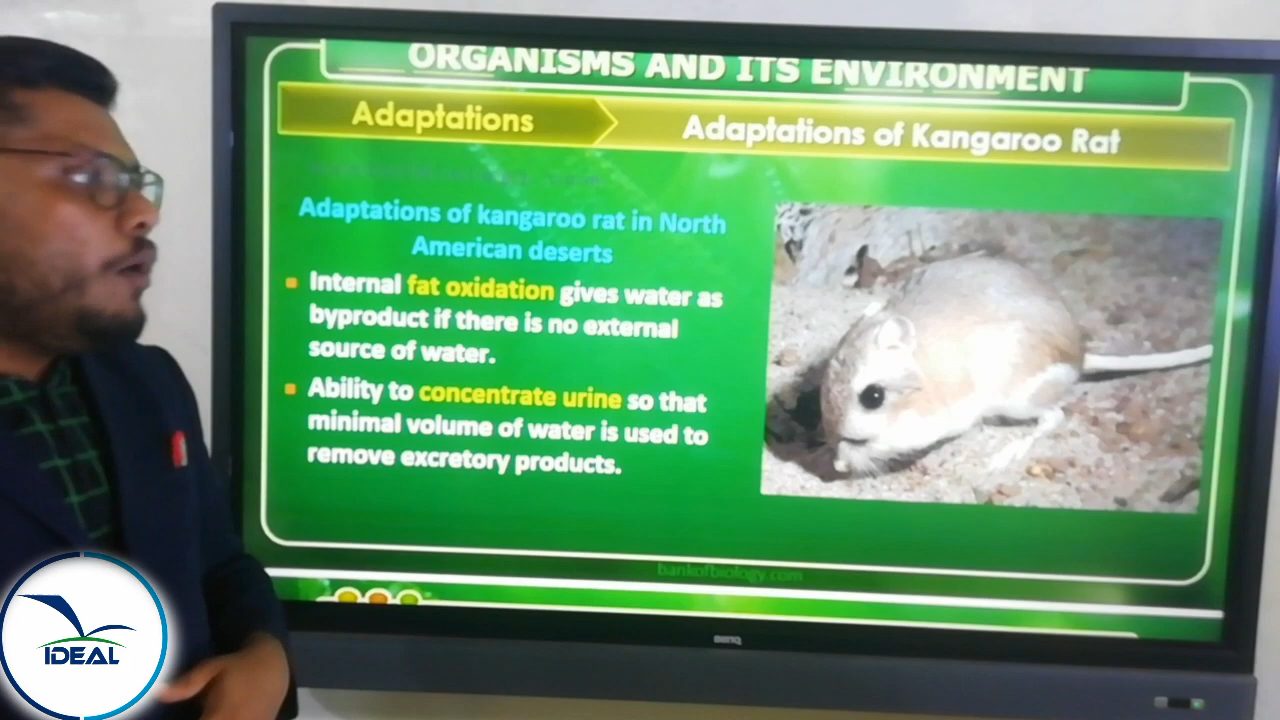 ORGANISMS AND ITS ENVIRONMENT
Adaptations
Adaptations of Kangaroo Rat
Adaptations of kangaroo rat in North
American deserts
Internal fat oxidation gives water as
byproduct if there is no external
source of water.
Ability to concentrate urine so that
minimal volume of water is used to
remove excretory products.
bankofbiology.com
BenQ
IDEAL